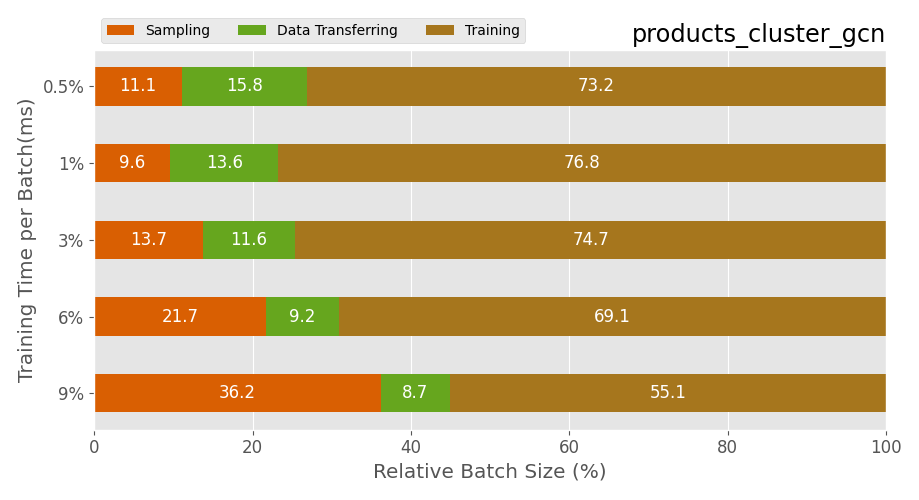 Sampling Data Transferring Training
products_cluster_gcn
Training Time per Batch(ms)
0.5% 11.1 15.8 73.2
1% 9.6 13.6 76.8
3% 13.7 11.6 74.7
6% 21.7 9.2 69.1
9% 36.2 8.7 55.1
0 20 40 60 80 100
Relative Batch Size (%)